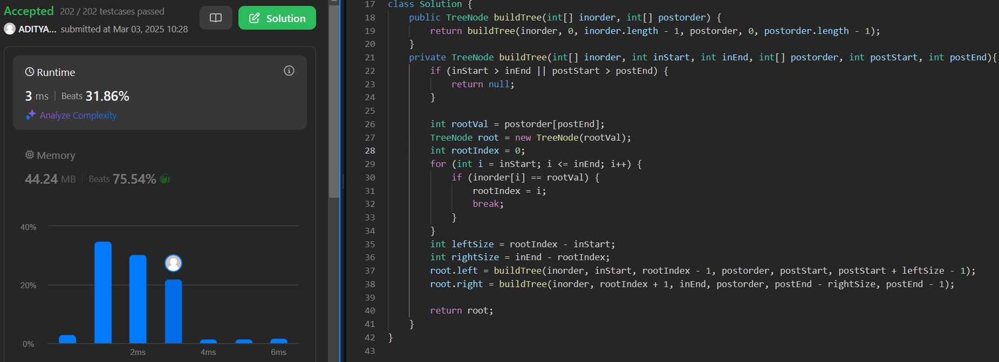 Accepted 202 / 202 testcases passed
ADITYA... submitted at Mar 03, 2025 10:28
Solution
Runtime
3 ms | Beats 31.86%
Analyze Complexity
Memory
44.24 MB | Beats 75.54%
40%
20%
0%
2ms 4ms 6ms
17 class Solution {
18 public TreeNode buildTree(int[] inorder, int[] postorder) {
19 return buildTree(inorder, 0, inorder.length - 1, postorder, 0, postorder.length - 1);
20 }
21 private TreeNode buildTree(int[] inorder, int inStart, int inEnd, int[] postorder, int postStart, int postEnd){
22 if (inStart > inEnd || postStart > postEnd) {
23 return null;
24 }
25
26 int rootVal = postorder[postEnd];
27 TreeNode root = new TreeNode(rootVal);
28 int rootIndex = 0;
29 for (int i = inStart; i <= inEnd; i++) {
30 if (inorder[i] == rootVal) {
31 rootIndex = i;
32 break;
33 }
34 }
35 int leftSize = rootIndex - inStart;
36 int rightSize = inEnd - rootIndex;
37 root.left = buildTree(inorder, inStart, rootIndex - 1, postorder, postStart, postStart + leftSize - 1);
38 root.right = buildTree(inorder, rootIndex + 1, inEnd, postorder, postEnd - rightSize, postEnd - 1);
39
40 return root;
41 }
42 }
43